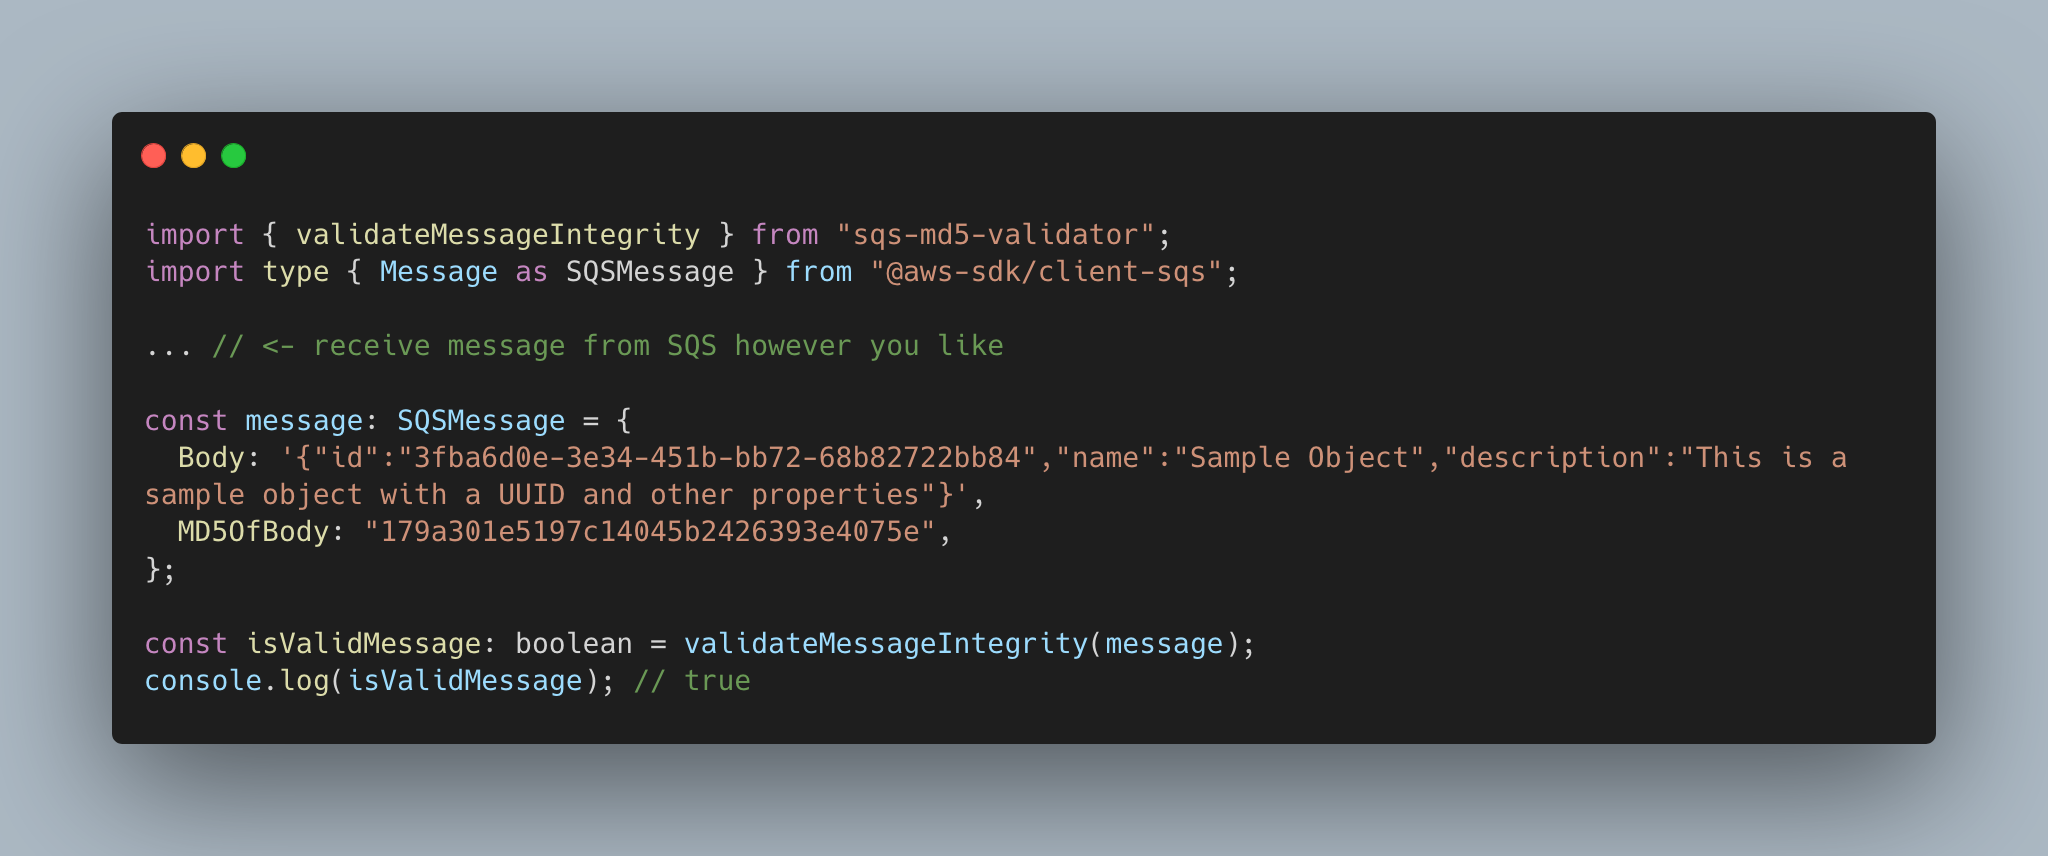 import { validateMessageIntegrity } from "sqs-md5-validator";
import type { Message as SQSMessage } from "@aws-sdk/client-sqs";
... // <- receive message from SQS however you like
const message: SQSMessage = {
  Body: '{"id":"3fba6d0e-3e34-451b-bb72-68b82722bb84","name":"Sample Object","description":"This is a
sample object with a UUID and other properties"}',
  MD5OfBody: "179a301e5197c14045b2426393e4075e",
};
const isValidMessage: boolean = validateMessageIntegrity(message);
console.log(isValidMessage); // true